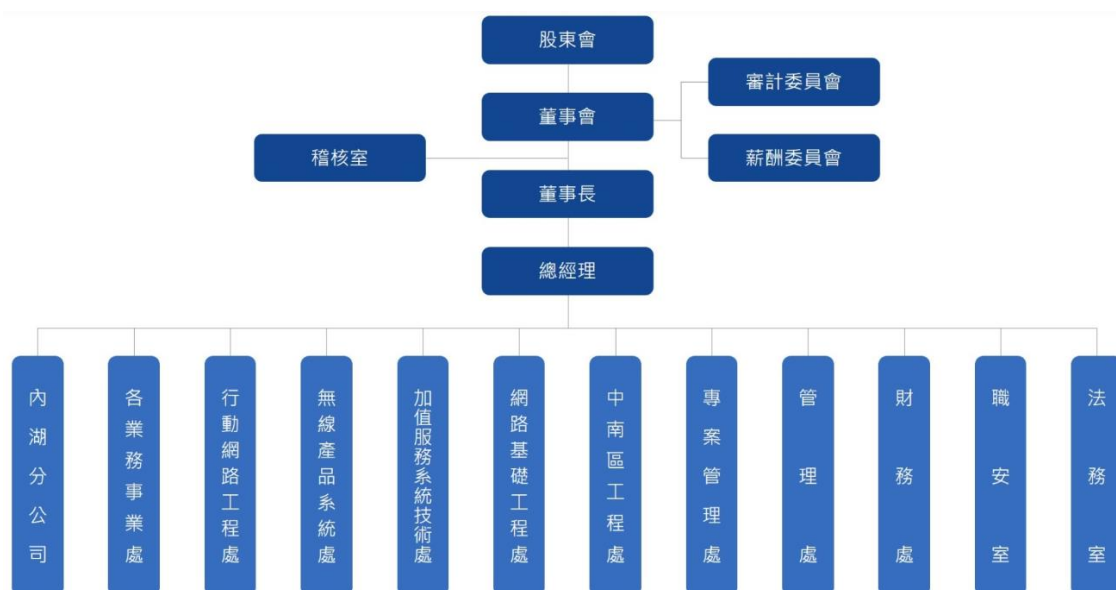 股東會
審計委員會
董事會
稽核室
薪酬委員會
董事長
總經理
內湖分公司
各業務事業處
行動網路工程處
無線產品系統處
加值服務系統技術處
網路基礎工程處
中南區工程處
專案管理處
管理處
財務處
職安室
法務室